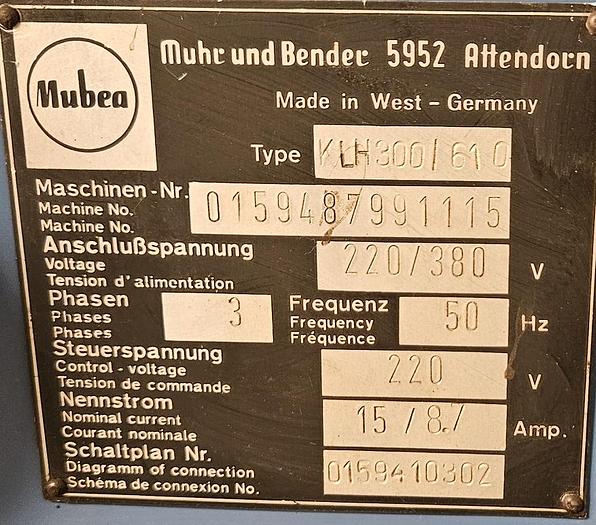 Mubea
Muhr und Bender 5952 Attendorn
Made in West - Germany
Type KLH300/610
Maschinen-Nr. 0159487991115
Machine No.
Machine No.
Anschlußspannung 220/380 V
Voltage
Tension d'alimentation
Phasen 3 Frequenz 50 Hz
Phases Frequency
Phases Fréquence
Steuerspannung 220 V
Control - voltage
Tension de commande
Nennstrom 15 / 8.7 Amp.
Nominal current
Courant nominale
Schaltplan Nr. 0159410302
Diagramm of connection
Schéma de connexion No.